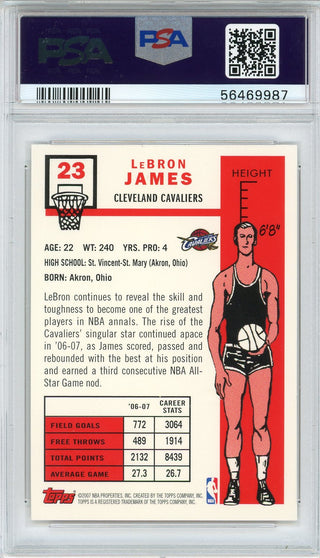 PSA
PSA
PSA
56469987
23
LEBRON
JAMES
CLEVELAND CAVALIERS
HEIGHT
6'8"
AGE: 22 WT: 240 YRS. PRO: 4
CAVALIERS
HIGH SCHOOL: St. Vincent-St. Mary (Akron, Ohio)
BORN: Akron, Ohio
LeBron continues to reveal the skill and
toughness to become one of the greatest
players in NBA annals. The rise of the
Cavaliers' singular star continued apace
in '06-07, as James scored, passed and
rebounded with the best at his position
and earned a third consecutive NBA All-
Star Game nod.
'06-07 CAREER STATS
FIELD GOALS 772 3064
FREE THROWS 489 1914
TOTAL POINTS 2132 8439
AVERAGE GAME 27.3 26.7
Topps
©2007 NBA PROPERTIES, INC. CREATED BY THE TOPPS COMPANY, INC.
TOPPS IS A REGISTERED TRADEMARK OF THE TOPPS COMPANY, INC.
NBA